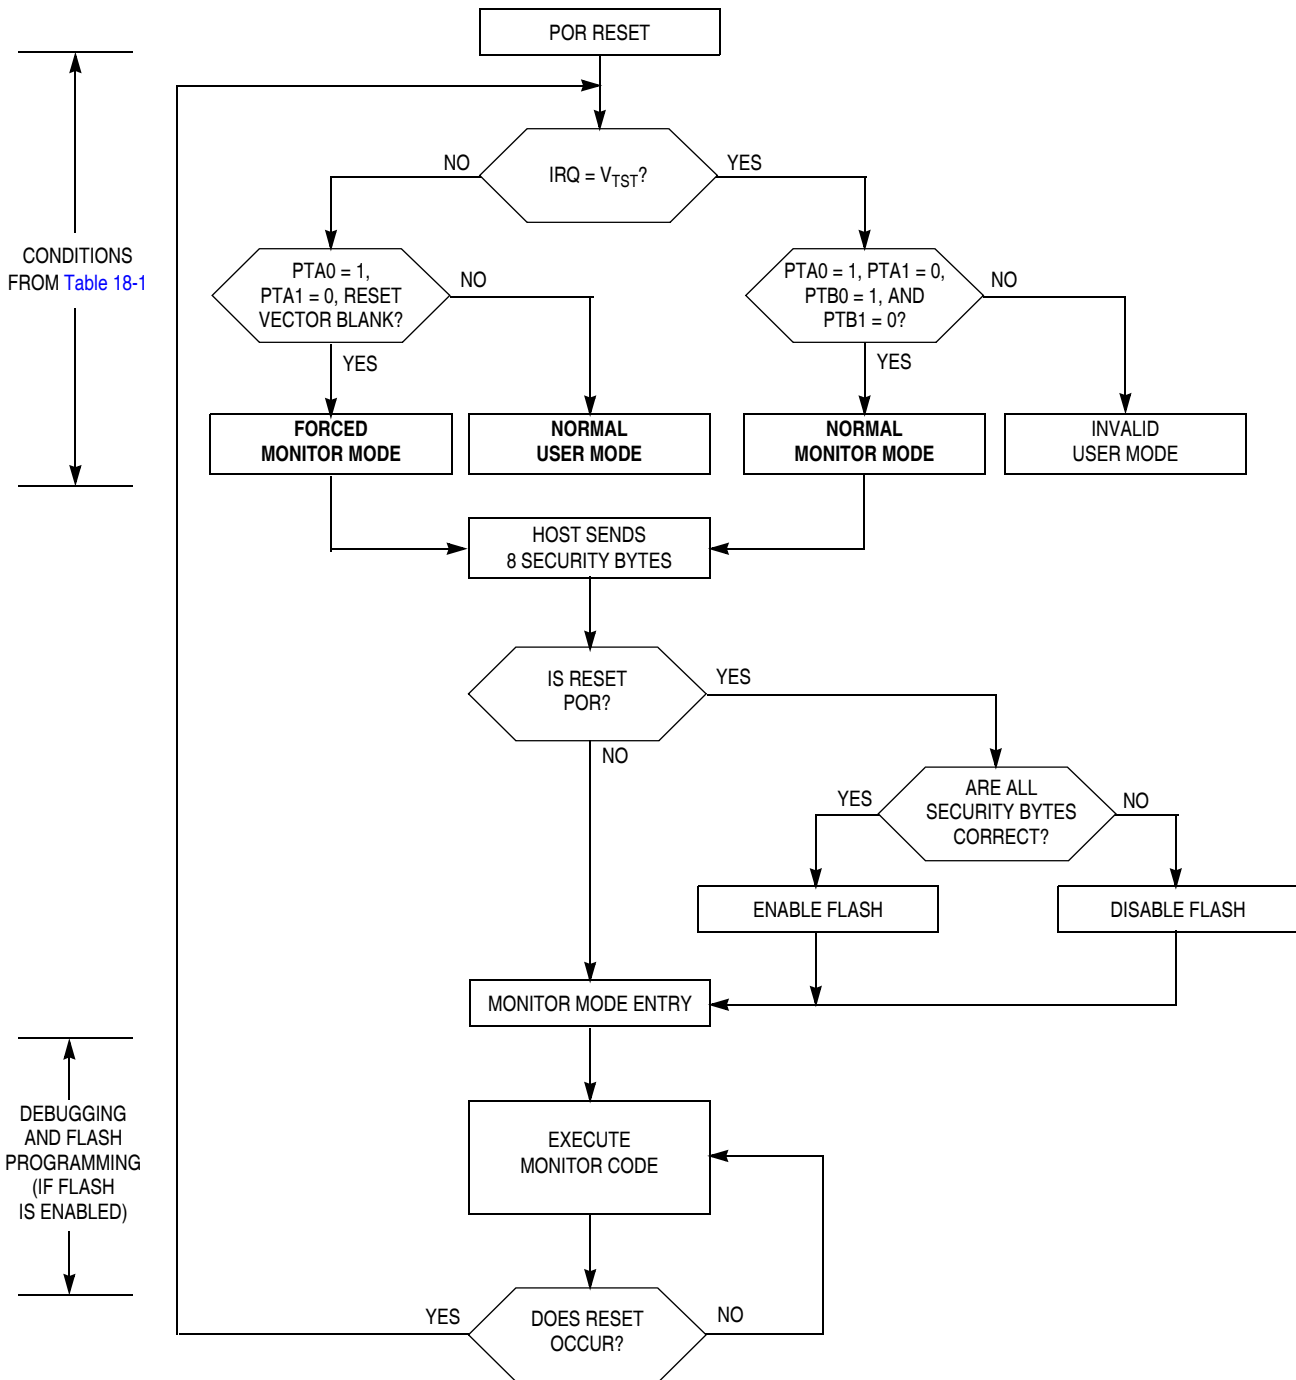 POR RESET
NO
IRQ = VTST?
YES
CONDITIONS
FROM Table 18-1
PTA0 = 1,
PTA1 = 0, RESET
VECTOR BLANK?
NO
YES
PTA0 = 1, PTA1 = 0,
PTB0 = 1, AND
PTB1 = 0?
NO
YES
FORCED
MONITOR MODE
NORMAL
USER MODE
NORMAL
MONITOR MODE
INVALID
USER MODE
HOST SENDS
8 SECURITY BYTES
IS RESET
POR?
YES
NO
ARE ALL
SECURITY BYTES
CORRECT?
YES
NO
ENABLE FLASH
DISABLE FLASH
MONITOR MODE ENTRY
DEBUGGING
AND FLASH
PROGRAMMING
(IF FLASH
IS ENABLED)
EXECUTE
MONITOR CODE
YES
DOES RESET
OCCUR?
NO